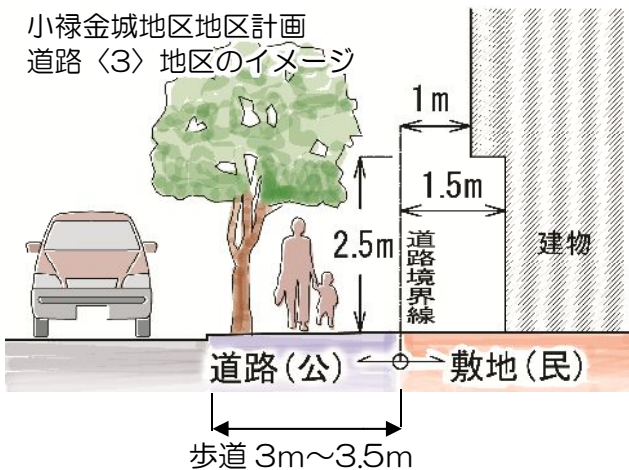 小禄金城地区地区計画
道路〈3〉地区のイメージ
1m
1.5m
2.5m
道路境界線
建物
道路(公)
敷地(民)
歩道3m～3.5m